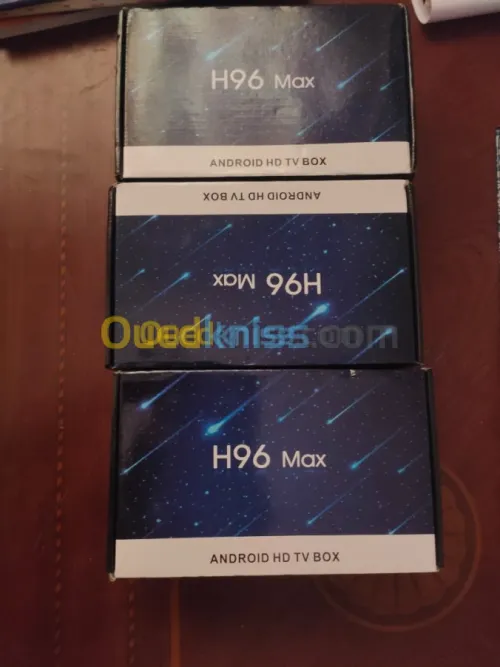 H96 Max
ANDROID HD TV BOX
ANDROID HD TV BOX
H96 Max
Ouedkniss.com
H96 Max
ANDROID HD TV BOX